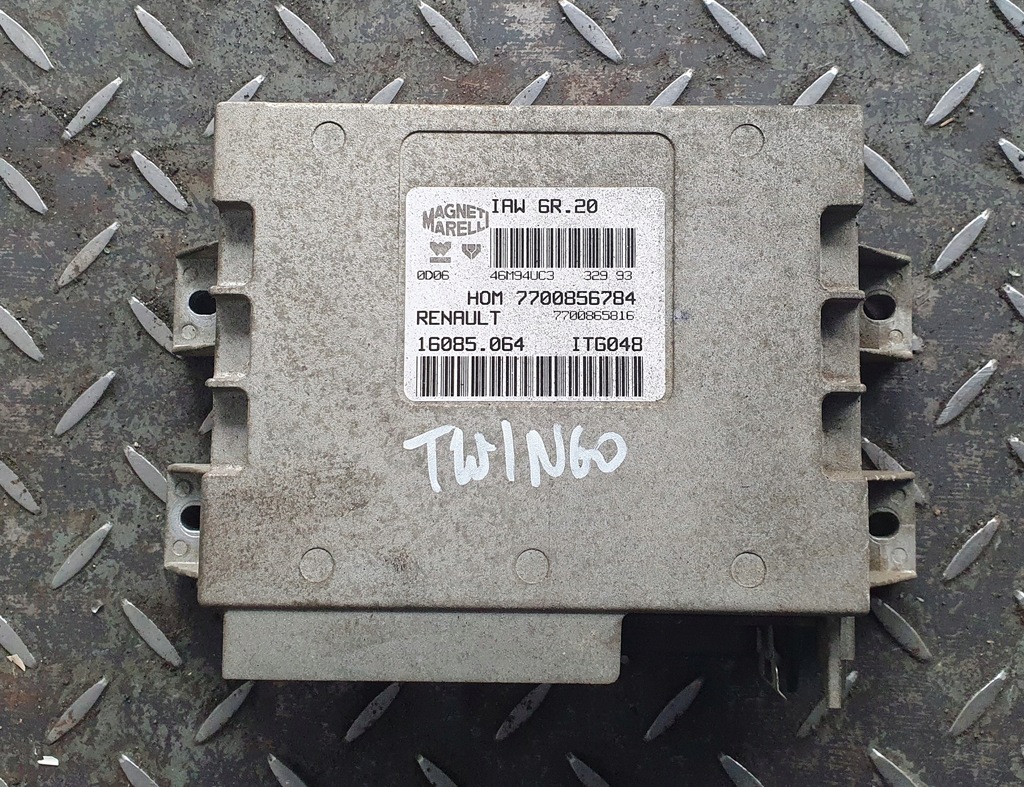 MAGNETI
MARELLI
IAW 6R.20
0D06 46M94UC3 329 93
HOM 7700856784
RENAULT 7700865816
16085.064 ITG048
TWINGO